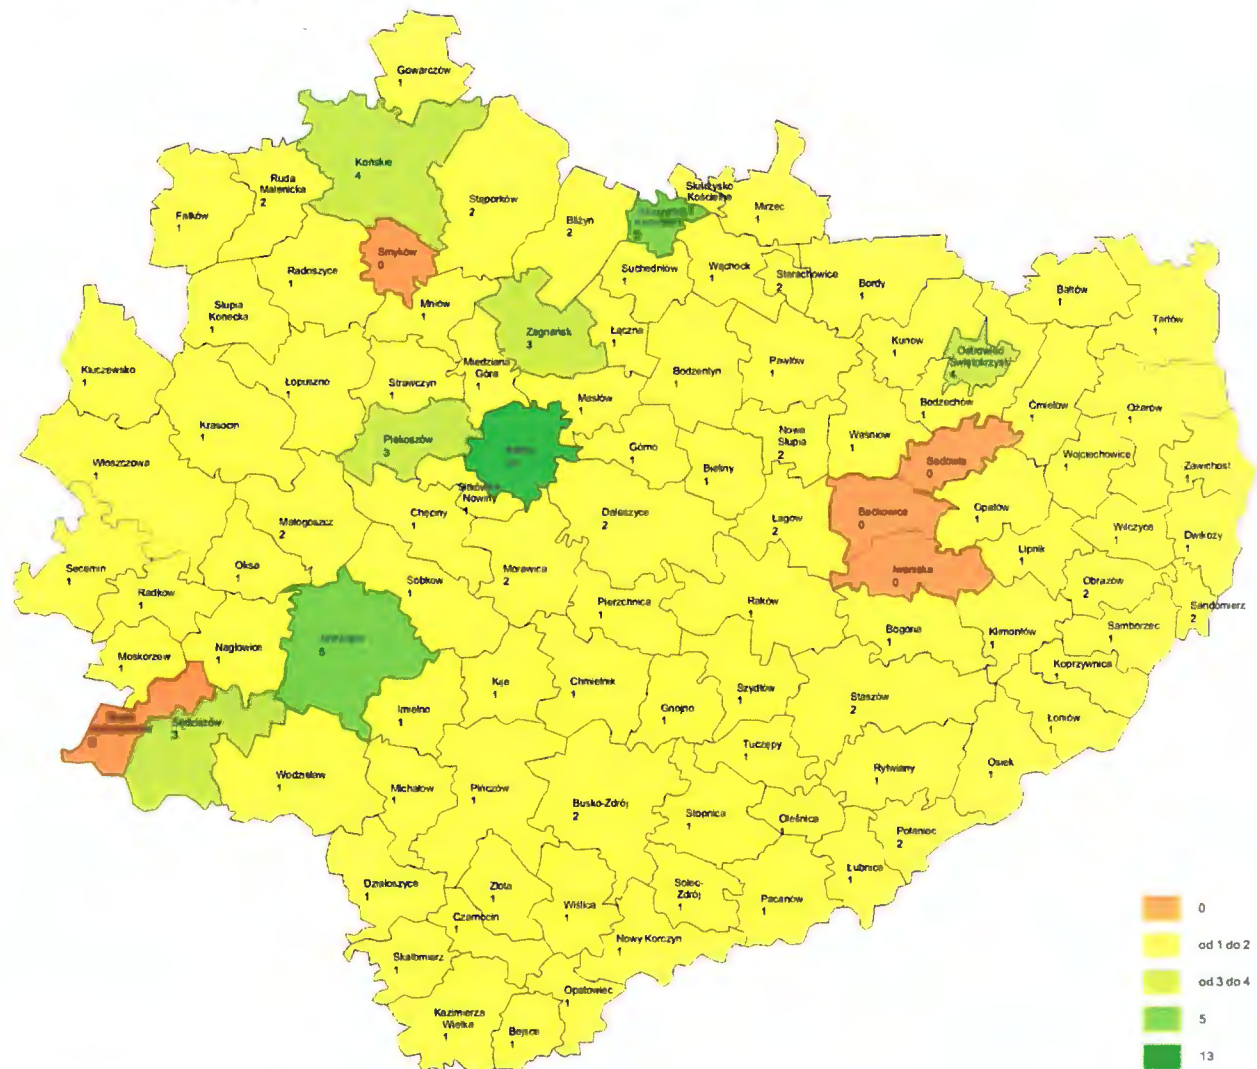 Gowarczów
1
Końskie
4
Ruda
Malenicka
2
Fałków
1
Stąporków
2
Bliżyn
2
Skarżysko
Kościelne
Mirzec
1
Smyków
0
Radoszyce
1
Słupia
Konecka
1
Mniów
1
Suchedniów
1
Wąchock
1
Starachowice
2
Bordy
1
Bałtów
1
Tarłów
1
Zagnańsk
3
Łączna
1
Kunów
1
Ostrowiec
Świętokrzyski
4
Kluczewsko
1
Łopuszno
1
Strawczyn
1
Miedziana
Góra
1
Bodzentyn
1
Pawłów
1
Masłów
1
Bodzechów
1
Ćmielów
1
Ożarów
1
Krasocin
1
Piekoszów
3
Górno
1
Nowa
Słupia
2
Waśniów
1
Sadowie
0
Wojciechowice
1
Włoszczowa
1
Bieliny
1
Zawichost
1
Sitkówka
Nowiny
1
Chęciny
1
Daleszyce
2
Łagów
2
Baćkowice
0
Opatów
1
Wilczyce
1
Dwikozy
1
Małogoszcz
2
Lipnik
1
Secemin
1
Oksa
1
Sobków
1
Morawica
2
Iwaniska
0
Obrazów
2
Radków
1
Pierzchnica
1
Raków
1
Sandomierz
2
Bogoria
1
Klimontów
1
Samborzec
1
Moskorzew
1
Nagłowice
1
6
Koprzywnica
1
Kije
1
Chmielnik
1
Szydłów
1
Staszów
2
Imielno
1
Gnojno
1
Łoniów
1
Sędziszów
3
Tuczępy
1
Rytwiany
1
Osiek
1
Wodzisław
1
Michałów
1
Pińczów
1
Busko-Zdrój
2
Stopnica
1
Oleśnica
1
Połaniec
2
Łubnice
1
Działoszyce
1
Złota
1
Solec-
Zdrój
1
Pacanów
1
Wiślica
1
Czarnocin
1
Nowy Korczyn
1
Skalbmierz
1
Opatowiec
1
Kazimierza
Wielka
1
Bejsce
1
0
od 1 do 2
od 3 do 4
5
13